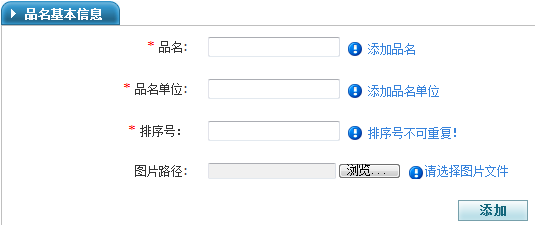 品名基本信息
* 品名： 添加品名
* 品名单位： 添加品名单位
* 排序号： 排序号不可重复！
图片路径： 浏览... 请选择图片文件
添加